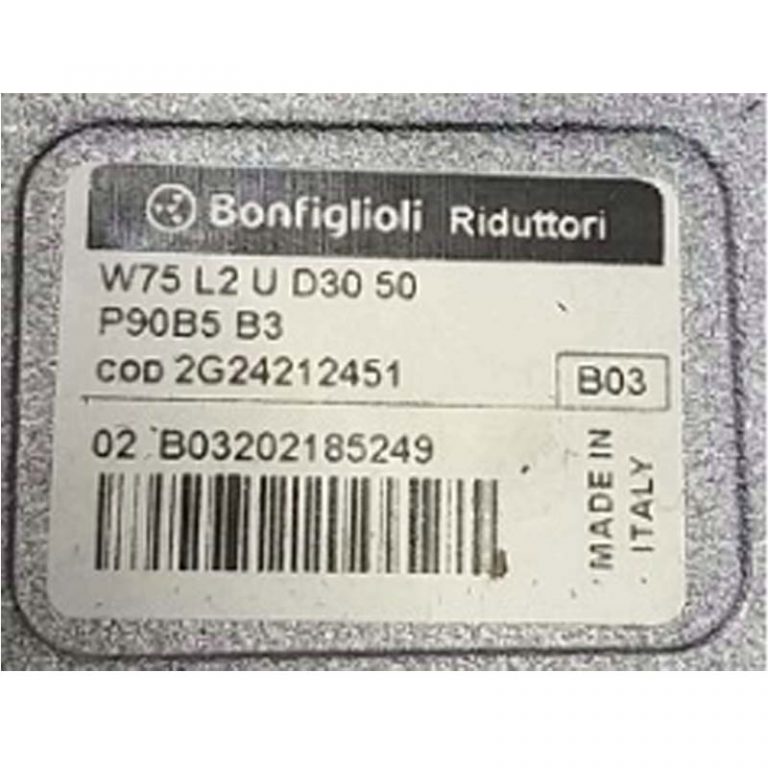 Bonfiglioli Riduttori
W75 L2 U D30 50
P90B5 B3
COD 2G24212451
B03
02 B03202185249
MADE IN
ITALY